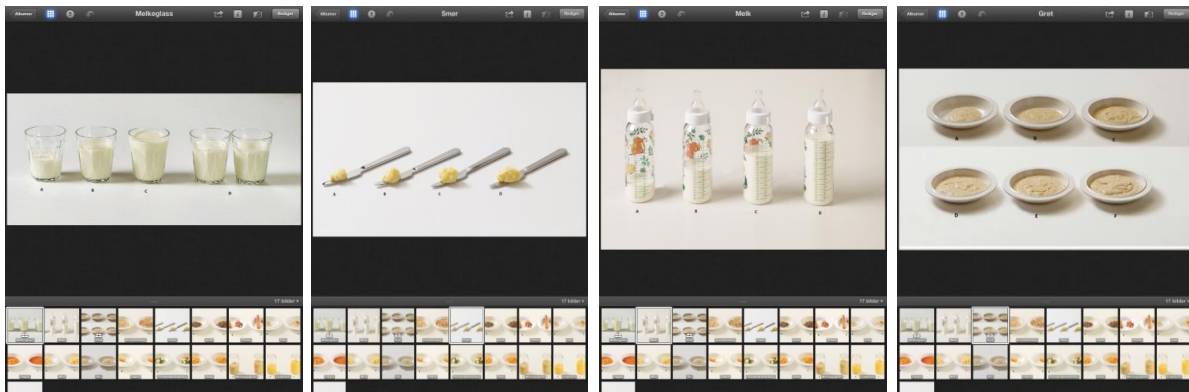 Albumer
Melkeglass
Rediger
A B C D
17 bilder
Albumer
Smør
Rediger
A B C D
17 bilder
Albumer
Melk
Rediger
A B C D
17 bilder
Albumer
Grøt
Rediger
A B C
D E F
17 bilder